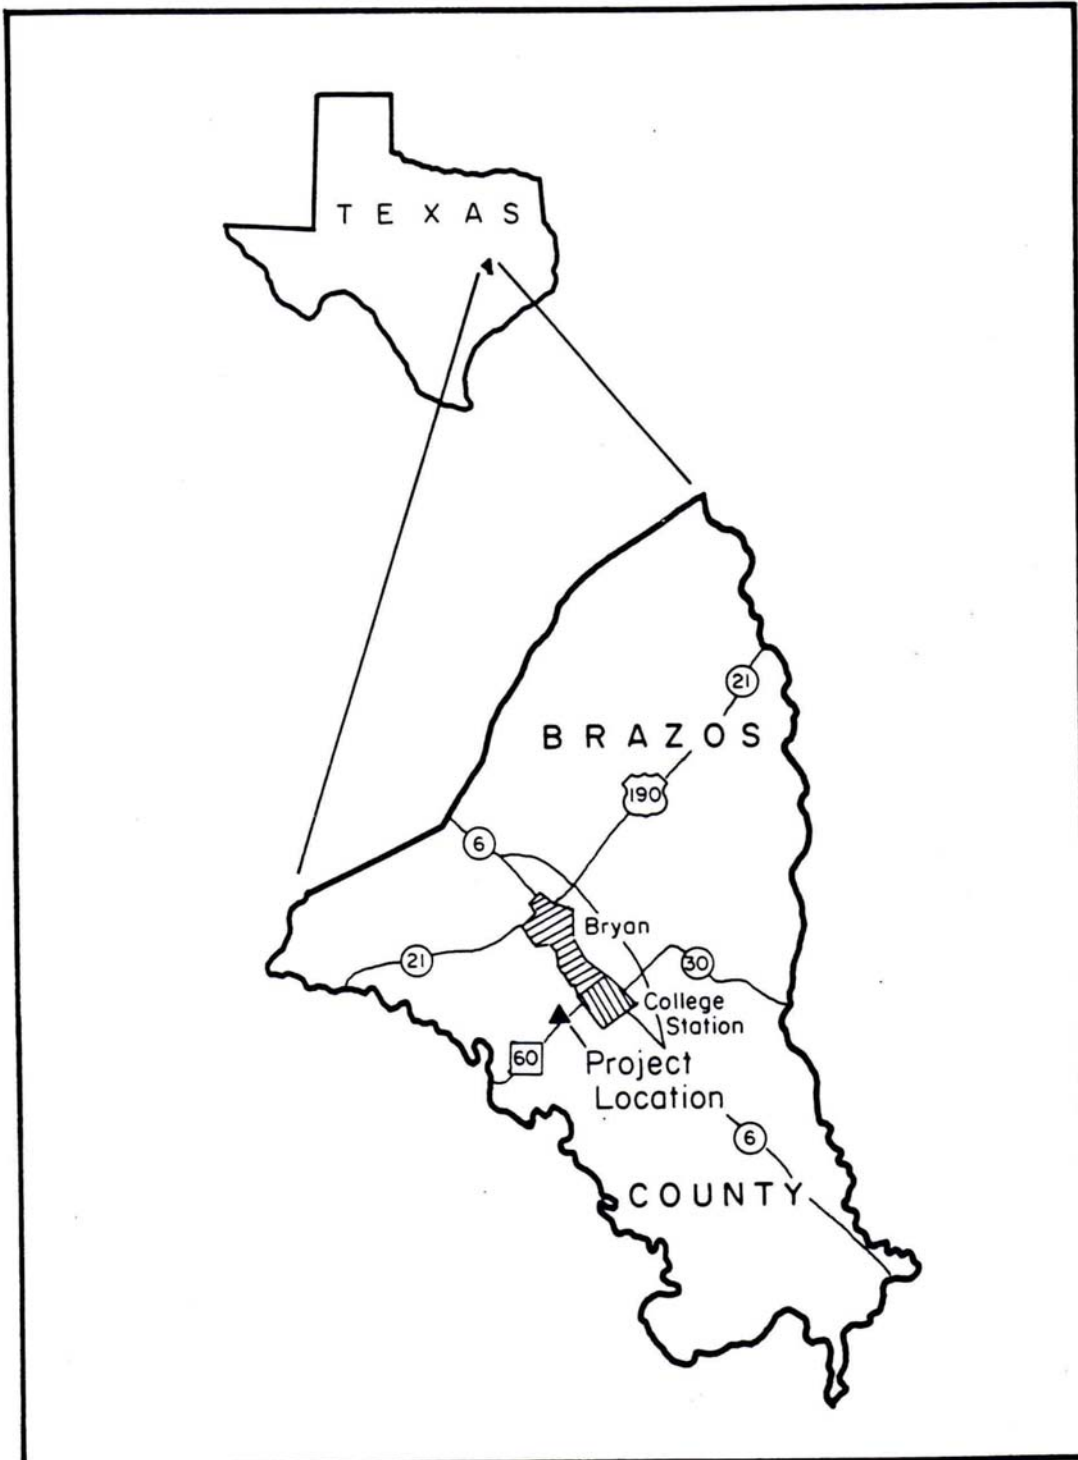 TEXAS
21
BRAZOS
190
6
Bryan
21
30
College
Station
60
Project
Location
6
COUNTY